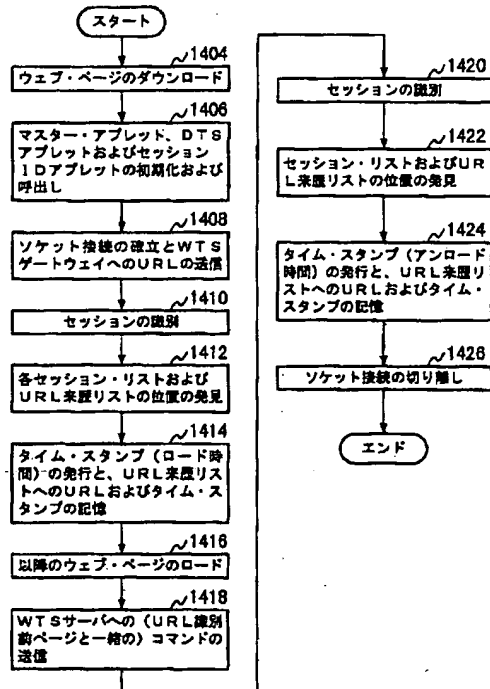 スタート
1404
ウェブ・ページのダウンロード
1406
マスター・アプレッド、DTS
アプレットおよびセッション
IDアプレットの初期化および
呼出し
1408
ソケット接続の確立とWTS
ゲートウェイへのURLの送信
1410
セッションの識別
1412
各セッション・リストおよび
URL来歴リストの位置の発見
1414
タイム・スタンプ(ロード時
間)の発行と、URL来歴リ
ストへのURLおよびタイム・ス
タンプの記憶
1416
以降のウェブ・ページのロード
1418
WTSサーバへの(URL識別
前ページと一緒の)コマンドの
送信
1420
セッションの識別
1422
セッション・リストおよびUR
L来歴リストの位置の発見
1424
タイム・スタンプ(アンロード
時間)の発行と、URL来歴リ
ストへのURLおよびタイム・
スタンプの記憶
1426
ソケット接続の切り離し
エンド